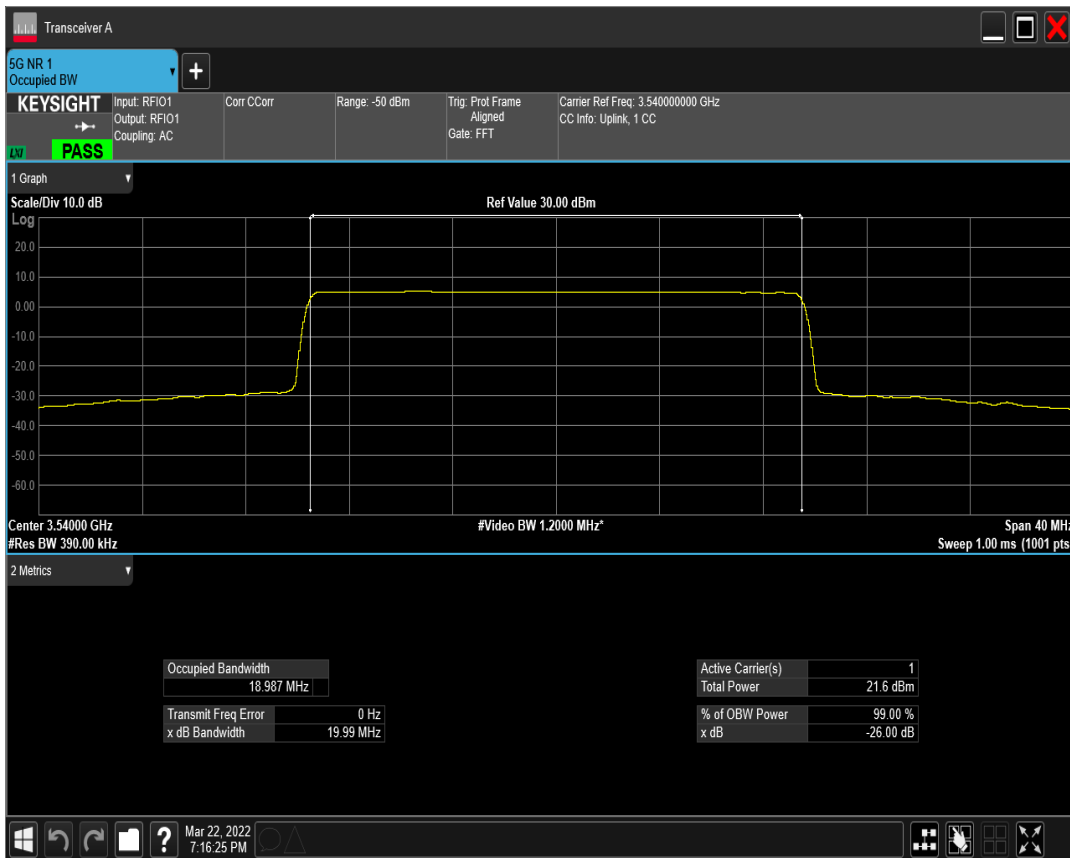 Transceiver A
5G NR 1
Occupied BW
+
KEYSIGHT
LXI
PASS
Input: RFIO1
Output: RFIO1
Coupling: AC
Corr CCorr
Range: -50 dBm
Trig: Prot Frame
Aligned
Gate: FFT
Carrier Ref Freq: 3.540000000 GHz
CC Info: Uplink, 1 CC
1 Graph
Scale/Div 10.0 dB
Ref Value 30.00 dBm
Log
20.0
10.0
0.00
-10.0
-20.0
-30.0
-40.0
-50.0
-60.0
Center 3.54000 GHz
#Video BW 1.2000 MHz*
Span 40 MHz
#Res BW 390.00 kHz
Sweep 1.00 ms (1001 pts
2 Metrics
Occupied Bandwidth
18.987 MHz
Transmit Freq Error 0 Hz
x dB Bandwidth 19.99 MHz
Active Carrier(s) 1
Total Power 21.6 dBm
% of OBW Power 99.00 %
x dB -26.00 dB
?
Mar 22, 2022
7:16:25 PM